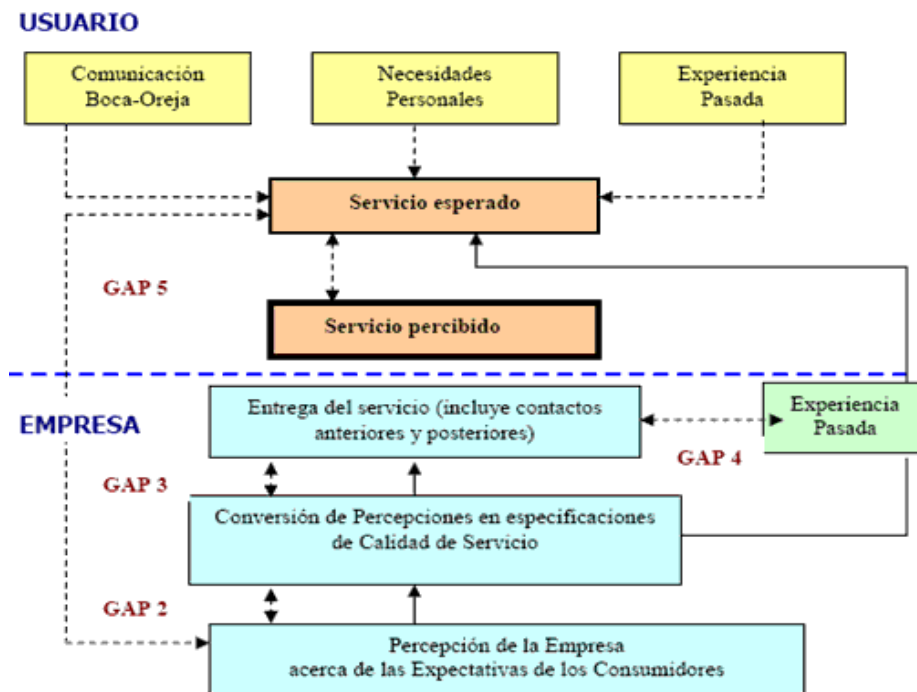 USUARIO
Comunicación
Boca-Oreja
Necesidades
Personales
Experiencia
Pasada
Servicio esperado
GAP 5
Servicio percibido
EMPRESA
Entrega del servicio (incluye contactos
anteriores y posteriores)
Experiencia
Pasada
GAP 4
GAP 3
Conversión de Percepciones en especificaciones
de Calidad de Servicio
GAP 2
Percepción de la Empresa
acerca de las Expectativas de los Consumidores